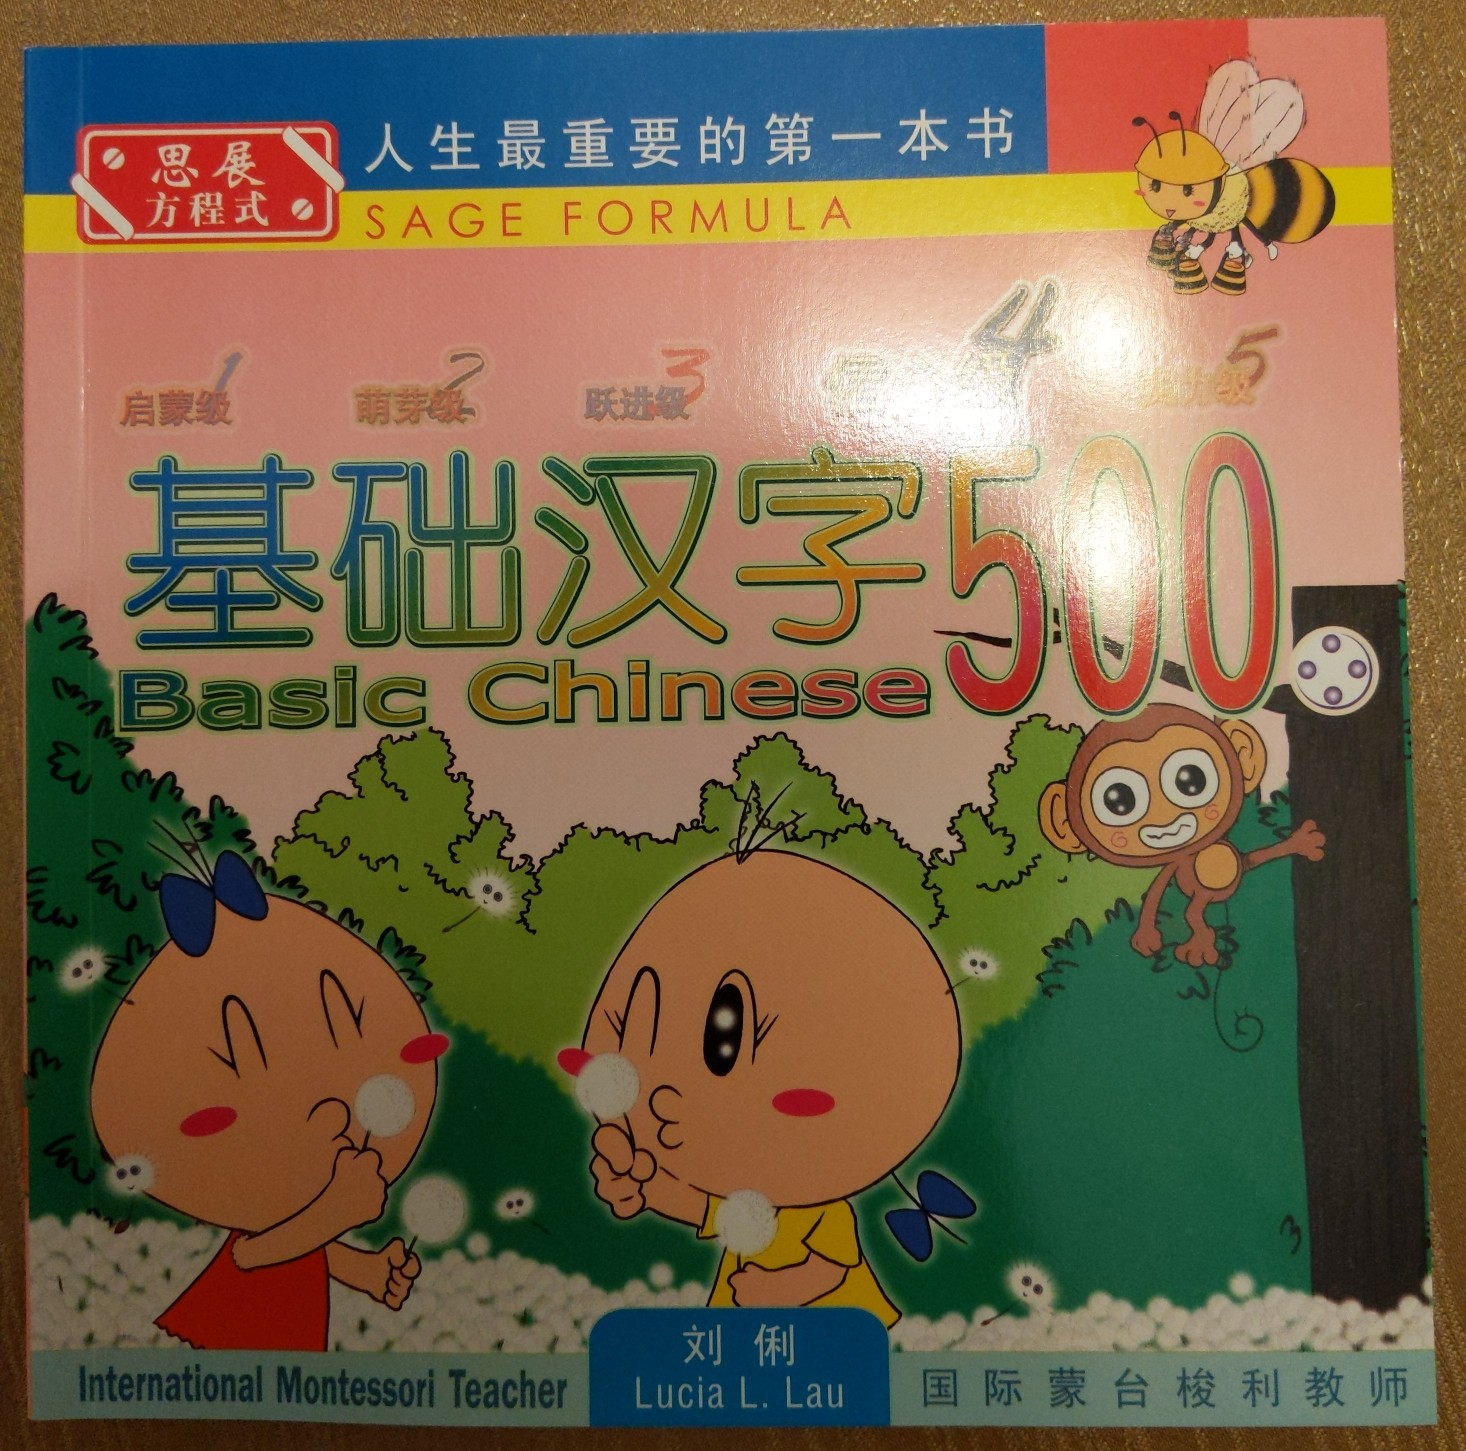 思展
方程式
人生最重要的第一本书
SAGE FORMULA
启蒙级1
萌芽级2
跃进级3
4
5
基础汉字500
Basic Chinese
刘俐
Lucia L. Lau
International Montessori Teacher
国际蒙台梭利教师